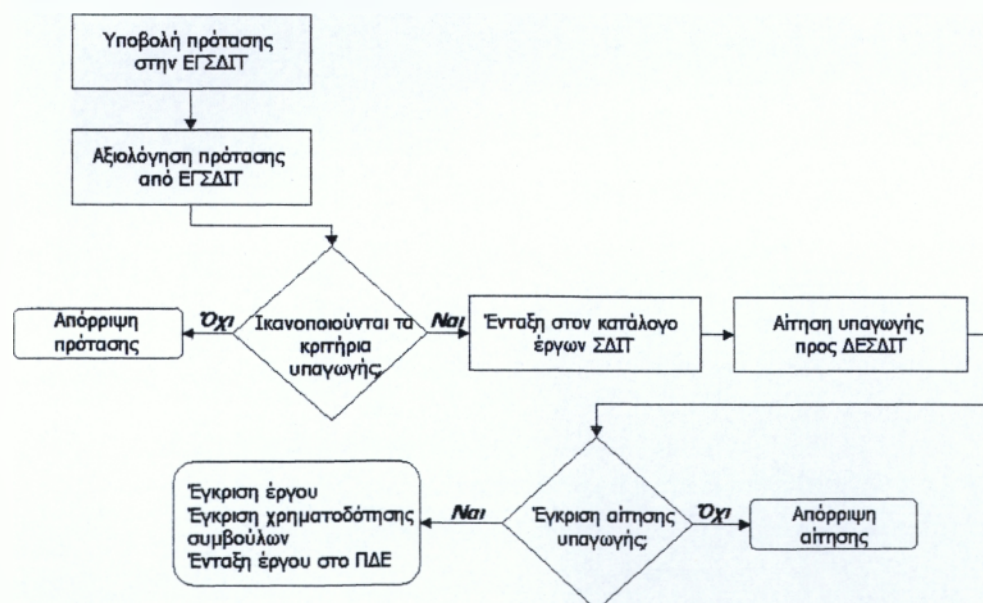 Υποβολή πρότασης
στην ΕΓΣΔΙΤ
Αξιολόγηση πρότασης
από ΕΓΣΔΙΤ
Απόρριψη
πρότασης
Όχι
Ικανοποιούνται τα
κριτήρια
υπαγωγής;
Ναι
Ένταξη στον κατάλογο
έργων ΣΔΙΤ
Αίτηση υπαγωγής
προς ΔΕΣΔΙΤ
Έγκριση έργου
Έγκριση χρηματοδότησης
συμβούλων
Ένταξη έργου στο ΠΔΕ
Ναι
Έγκριση αίτησης
υπαγωγής;
Όχι
Απόρριψη
αίτησης